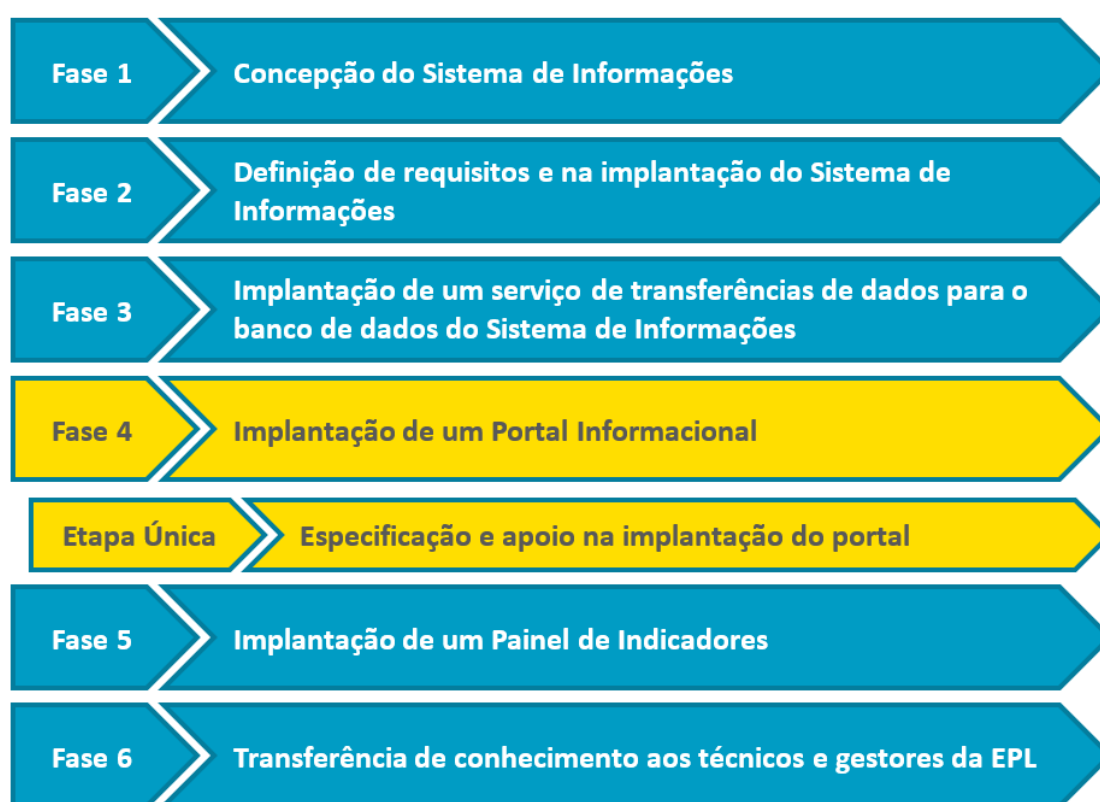 Fase 1
Concepção do Sistema de Informações
Fase 2
Definição de requisitos e na implantação do Sistema de
Informações
Fase 3
Implantação de um serviço de transferências de dados para o
banco de dados do Sistema de Informações
Fase 4
Implantação de um Portal Informacional
Etapa Única
Especificação e apoio na implantação do portal
Fase 5
Implantação de um Painel de Indicadores
Fase 6
Transferência de conhecimento aos técnicos e gestores da EPL